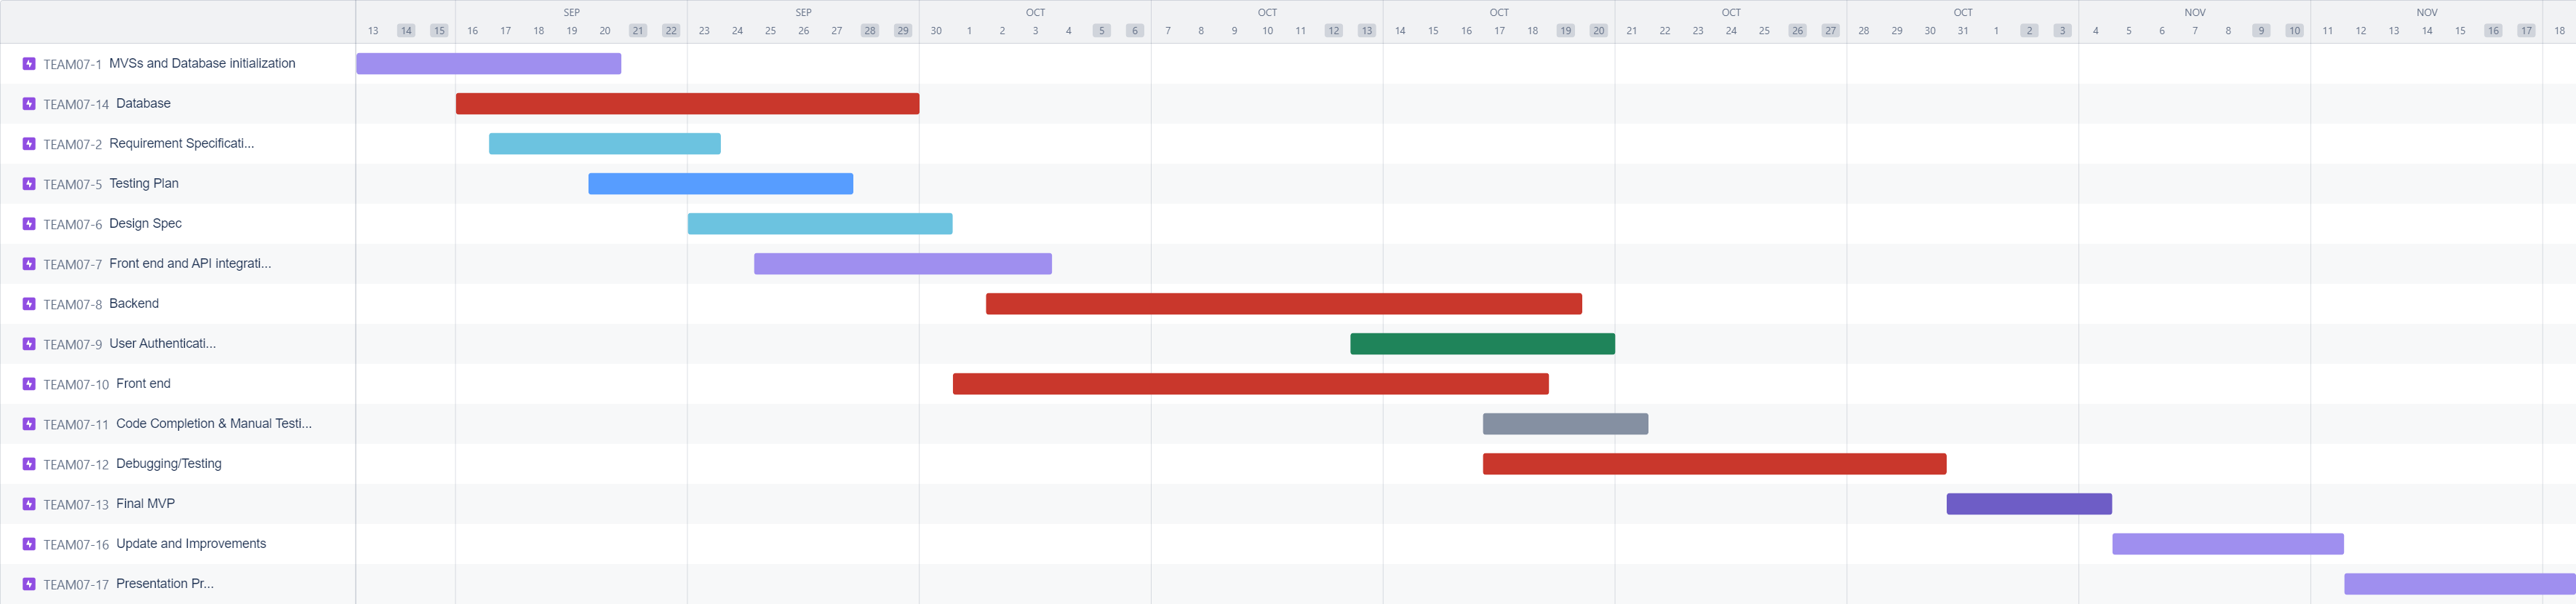 SEP SEP OCT OCT OCT OCT OCT NOV NOV
13 14 15 16 17 18 19 20 21 22 23 24 25 26 27 28 29 30 1 2 3 4 5 6 7 8 9 10 11 12 13 14 15 16 17 18 19 20 21 22 23 24 25 26 27 28 29 30 31 1 2 3 4 5 6 7 8 9 10 11 12 13 14 15 16 17 18
TEAM07-1 MVSs and Database initialization
TEAM07-14 Database
TEAM07-2 Requirement Specificati...
TEAM07-5 Testing Plan
TEAM07-6 Design Spec
TEAM07-7 Front end and API integrati...
TEAM07-8 Backend
TEAM07-9 User Authenticati...
TEAM07-10 Front end
TEAM07-11 Code Completion & Manual Testi...
TEAM07-12 Debugging/Testing
TEAM07-13 Final MVP
TEAM07-16 Update and Improvements
TEAM07-17 Presentation Pr...